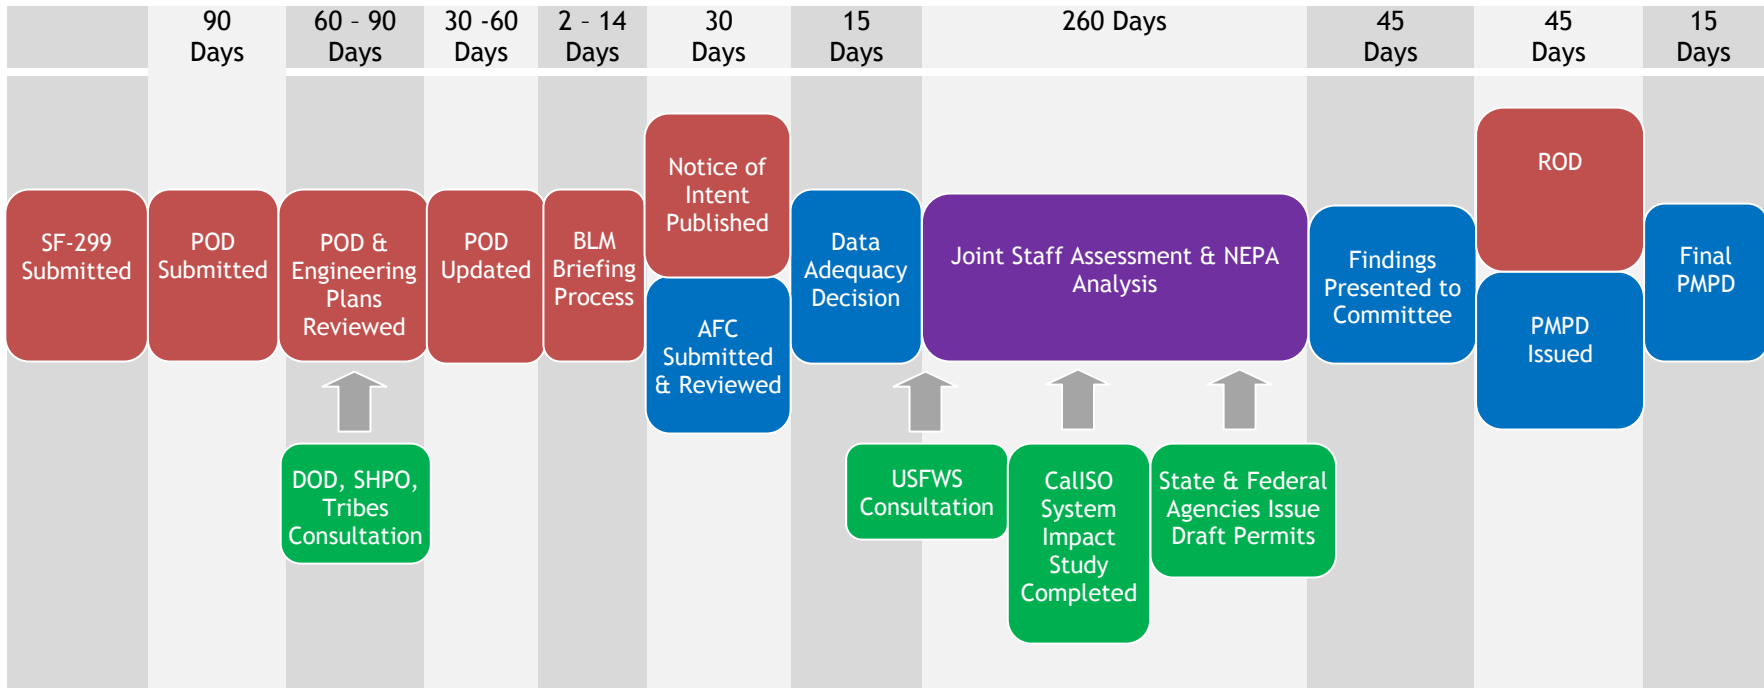 90
Days
60 – 90
Days
30 -60
Days
2 – 14
Days
30
Days
15
Days
260 Days
45
Days
45
Days
15
Days
SF-299
Submitted
POD
Submitted
POD &
Engineering
Plans
Reviewed
POD
Updated
BLM
Briefing
Process
Notice of
Intent
Published
AFC
Submitted
& Reviewed
Data
Adequacy
Decision
Joint Staff Assessment & NEPA
Analysis
Findings
Presented to
Committee
ROD
PMPD
Issued
Final
PMPD
DOD, SHPO,
Tribes
Consultation
USFWS
Consultation
CalISO
System
Impact
Study
Completed
State & Federal
Agencies Issue
Draft Permits